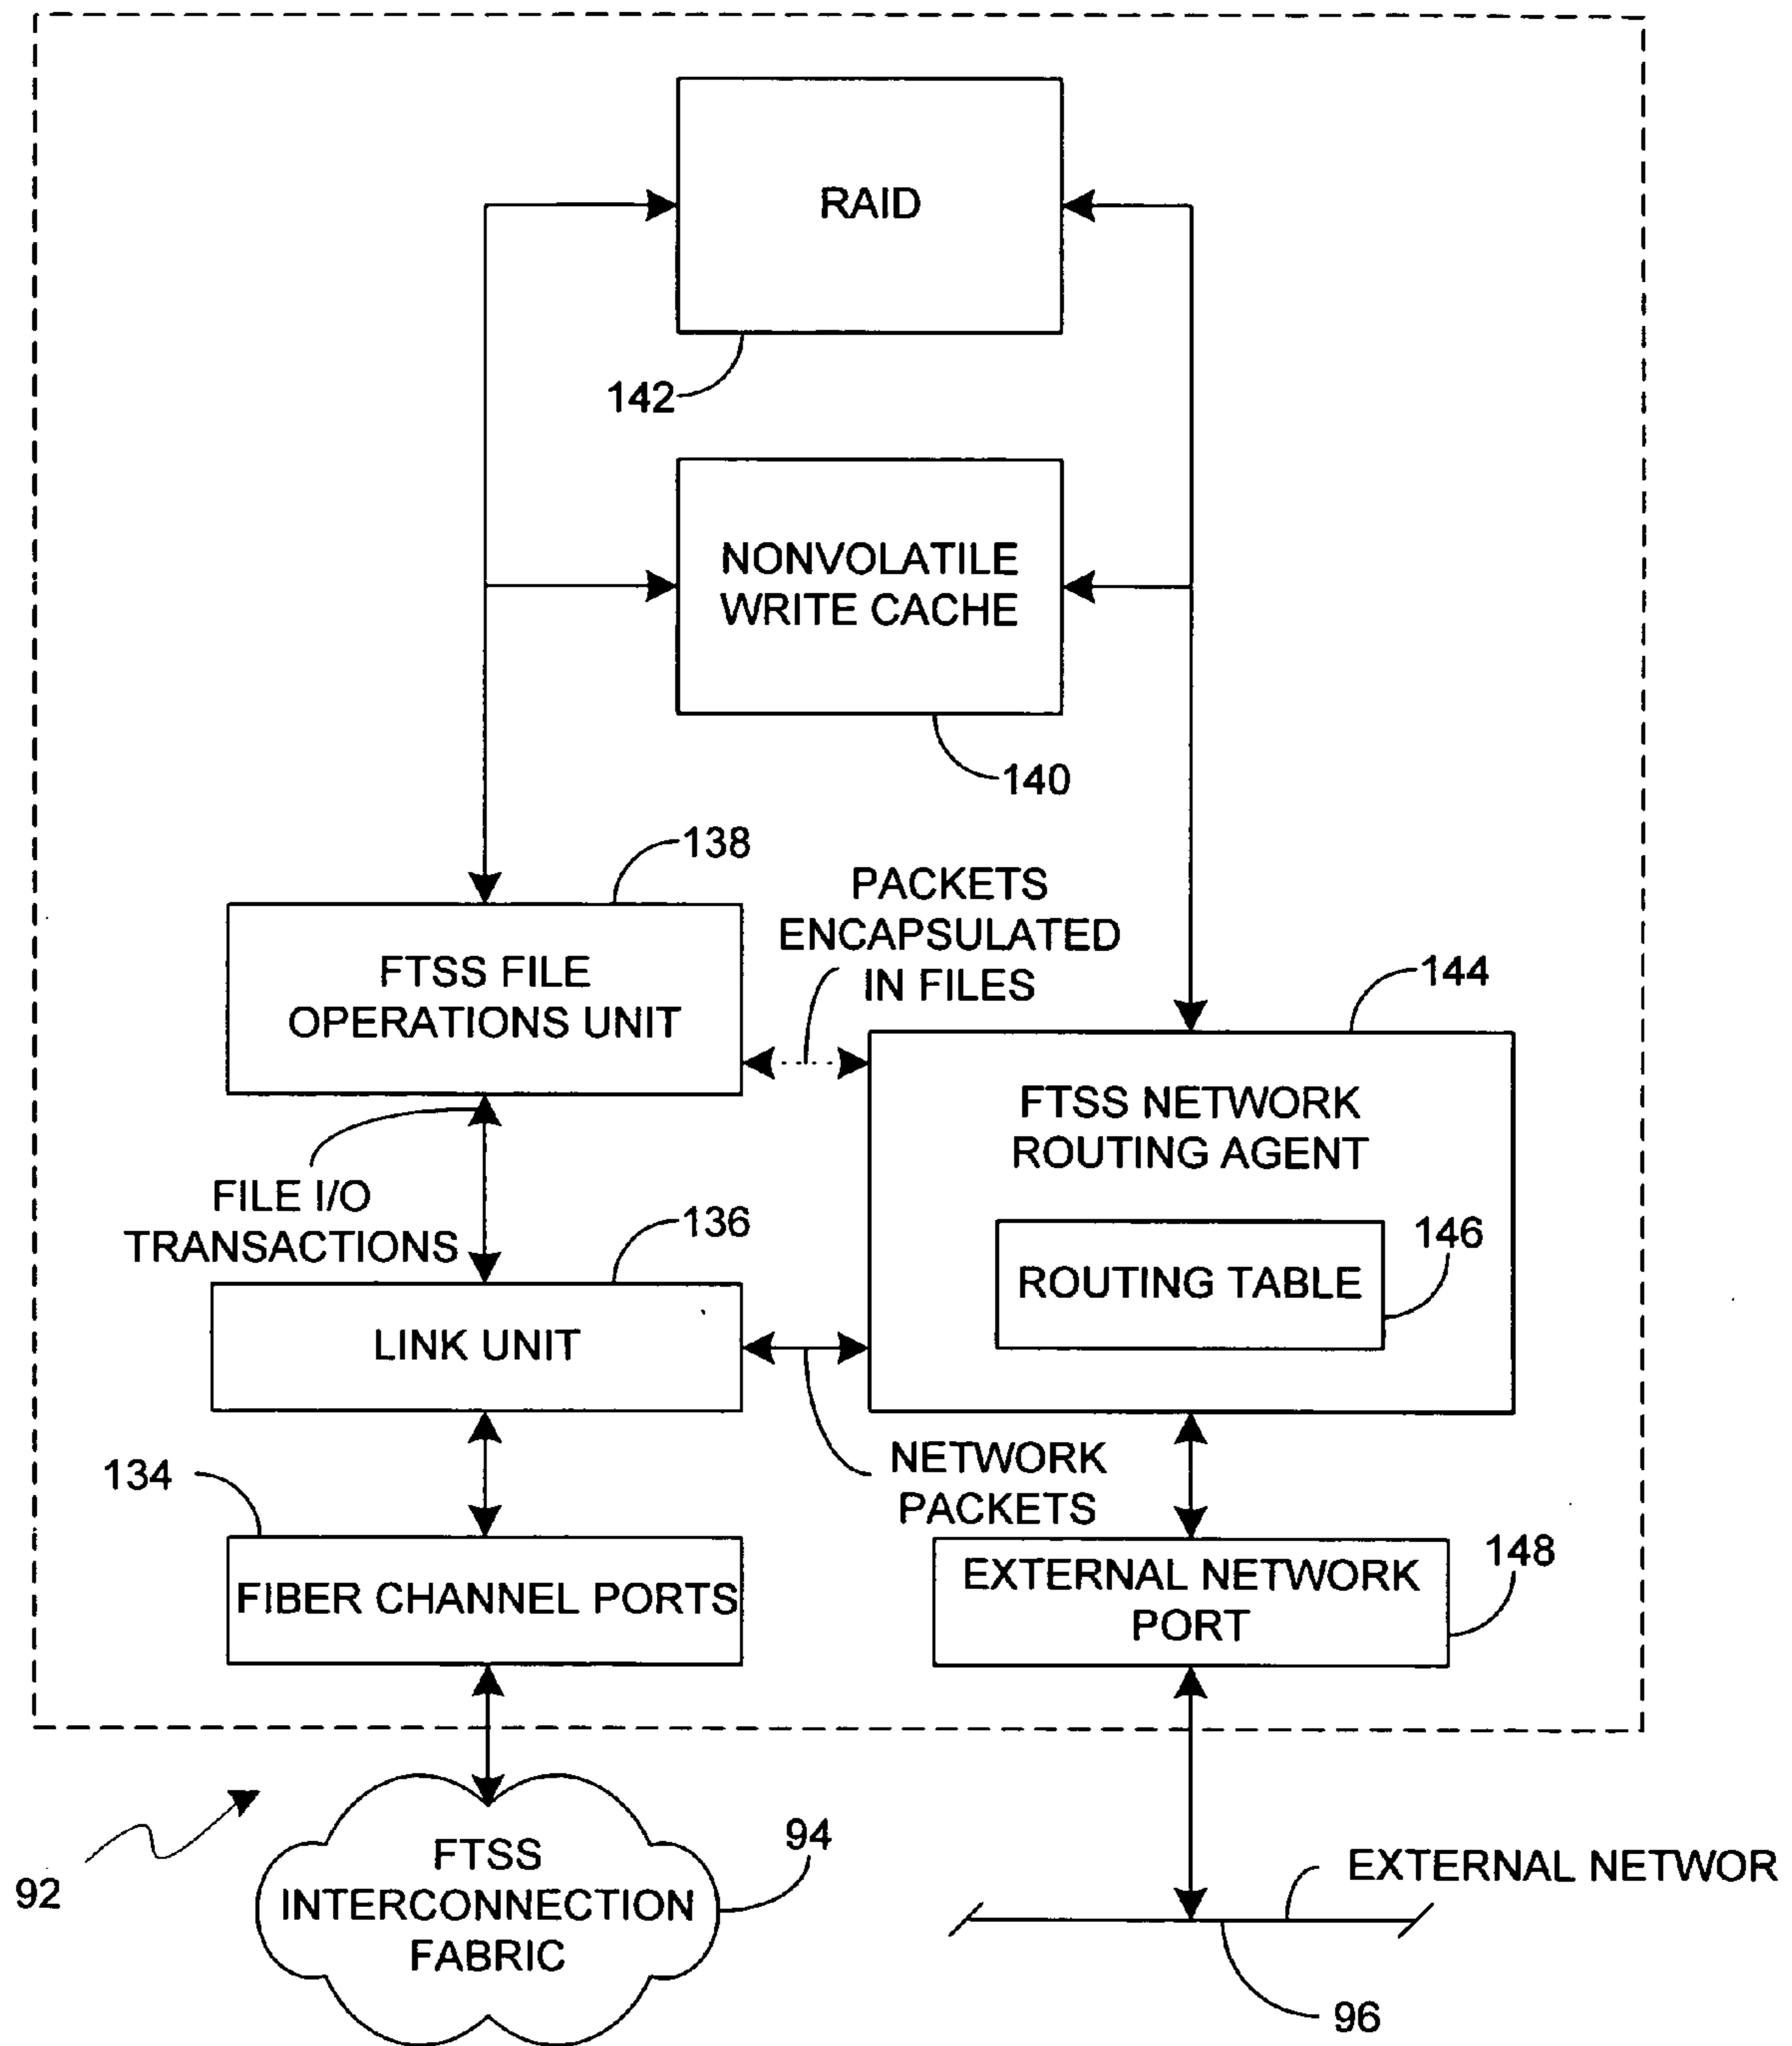 RAID
142
NONVOLATILE
WRITE CACHE
140
138
PACKETS
ENCAPSULATED
IN FILES
FTSS FILE
OPERATIONS UNIT
144
FTSS NETWORK
ROUTING AGENT
FILE I/O
TRANSACTIONS
136
146
ROUTING TABLE
LINK UNIT
134
NETWORK
PACKETS
148
FIBER CHANNEL PORTS
EXTERNAL NETWORK
PORT
92
FTSS
INTERCONNECTION
FABRIC
94
EXTERNAL NETWOR
96